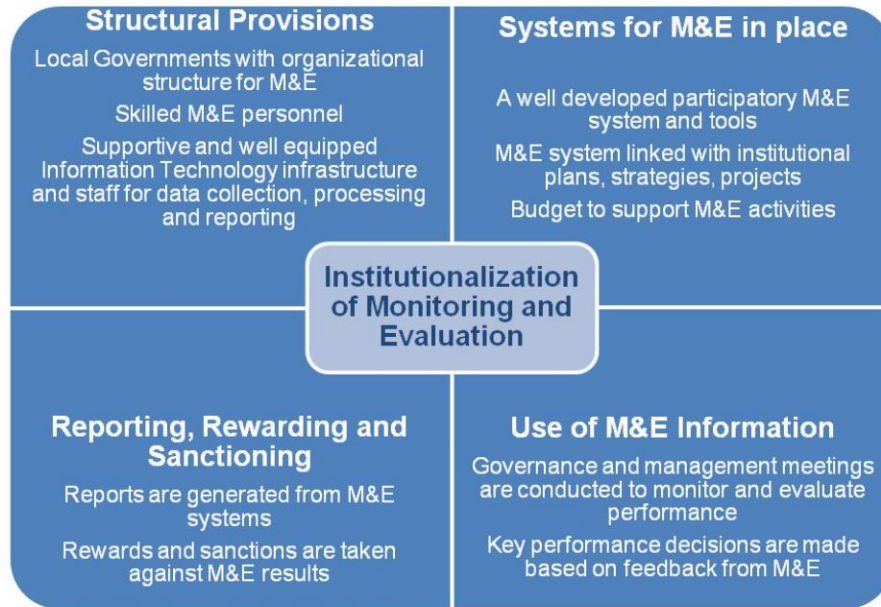 Structural Provisions
Local Governments with organizational
structure for M&E
Skilled M&E personnel
Supportive and well equipped
Information Technology infrastructure
and staff for data collection, processing
and reporting
Systems for M&E in place
A well developed participatory M&E
system and tools
M&E system linked with institutional
plans, strategies, projects
Budget to support M&E activities
Institutionalization
of Monitoring and
Evaluation
Reporting, Rewarding and
Sanctioning
Reports are generated from M&E
systems
Rewards and sanctions are taken
against M&E results
Use of M&E Information
Governance and management meetings
are conducted to monitor and evaluate
performance
Key performance decisions are made
based on feedback from M&E